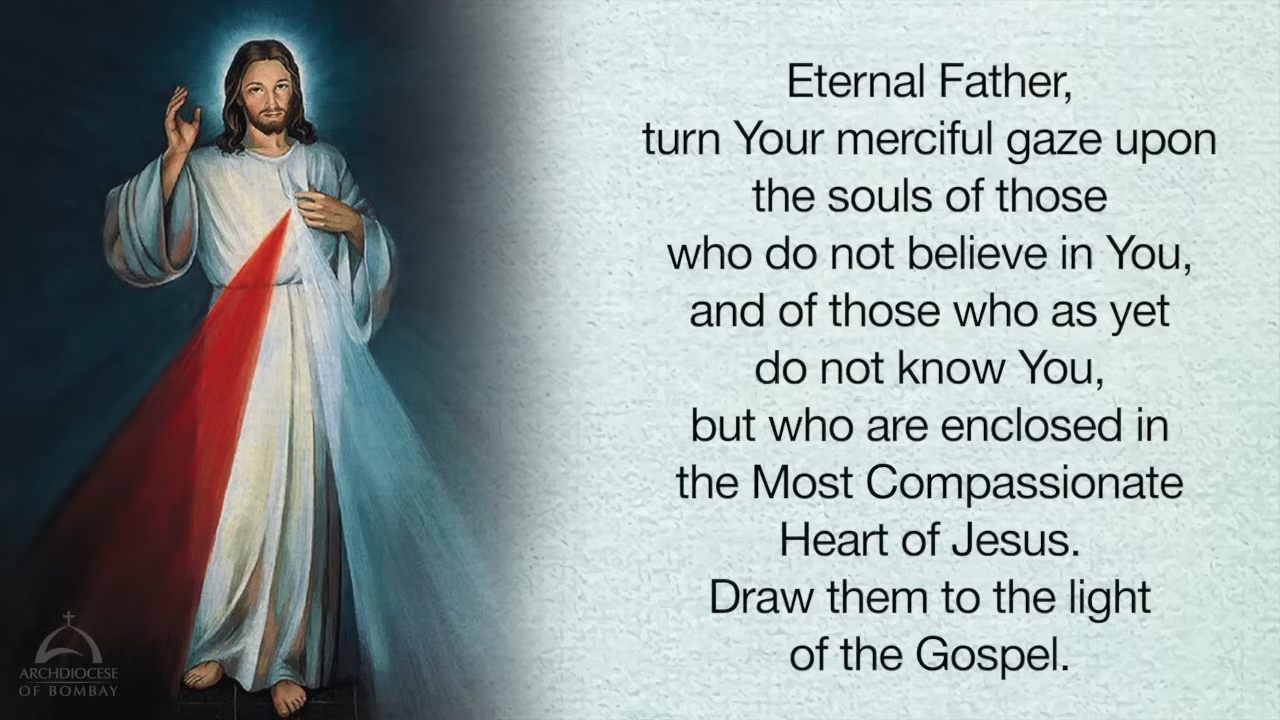 Eternal Father,
turn Your merciful gaze upon
the souls of those
who do not believe in You,
and of those who as yet
do not know You,
but who are enclosed in
the Most Compassionate
Heart of Jesus.
Draw them to the light
of the Gospel.
ARCHDIOCESE
OF BOMBAY